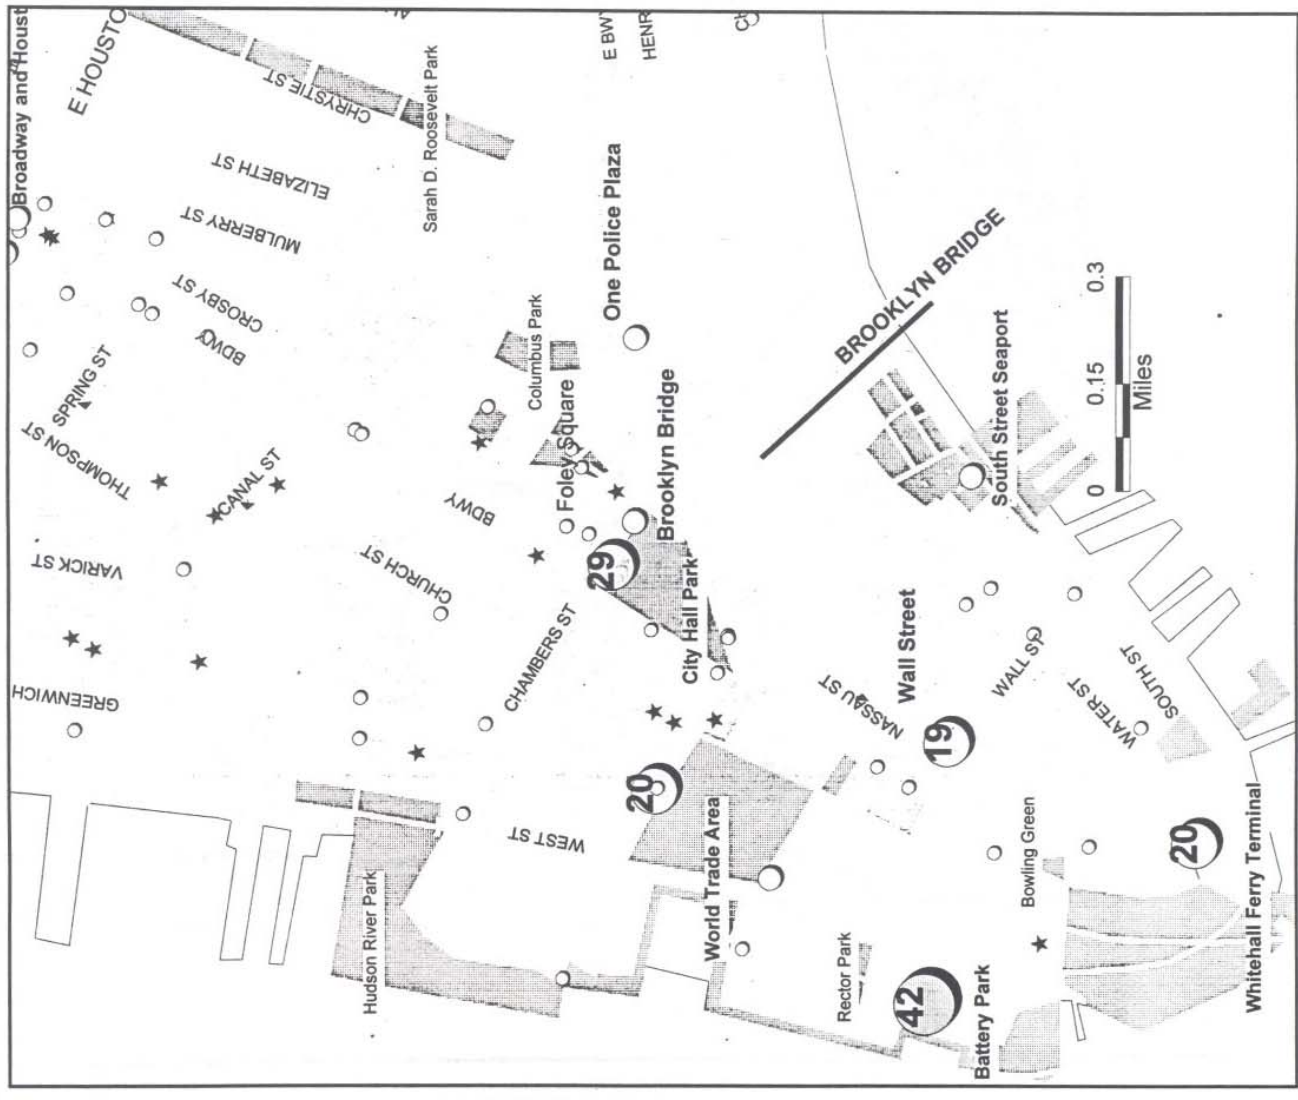 Broadway and Houst
E HOUSTO
CHRYSTIE ST
Sarah D. Roosevelt Park
E BW
HENR
ELIZABETH ST
MULBERRY ST
CROSBY ST
BDWY
SPRING ST
THOMPSON ST
CANAL ST
VARICK ST
GREENWICH
CHURCH ST
BDWY
Columbus Park
One Police Plaza
Foley Square
Brooklyn Bridge
29
City Hall Park
CHAMBERS ST
BROOKLYN BRIDGE
South Street Seaport
0 0.15 0.3
Miles
Wall Street
19
NASSAU ST
WALL ST
WATER ST
SOUTH ST
WEST ST
20
World Trade Area
Hudson River Park
Rector Park
42
Battery Park
Bowling Green
20
Whitehall Ferry Terminal